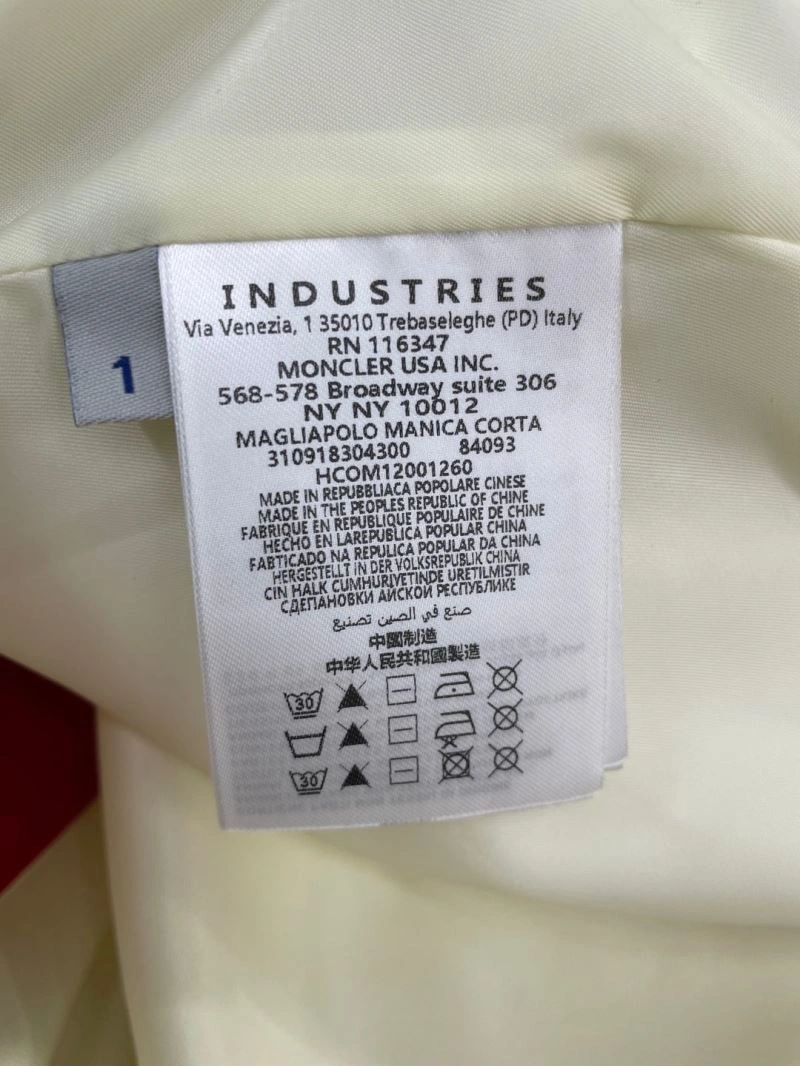 INDUSTRIES
Via Venezia, 1 35010 Trebaseleghe (PD) Italy
RN 116347
MONCLER USA INC.
568-578 Broadway suite 306
NY NY 10012
MAGLIAPOLO MANICA CORTA
310918304300 84093
HCOM12001260
MADE IN REPUBBLIACA POPOLARE CINESE
MADE IN THE PEOPLES REPUBLIC OF CHINE
FABRIQUE EN REPUBLIQUE POPULAIRE DE CHINE
HECHO EN LAREPUBLICA POPULAR CHINA
FABTICADO NA REPULICA POPULAR DA CHINA
HERGESTELLT IN DER VOLKSREPUBLIK CHINA
CIN HALK CUMHURIVETINDE URETILMISTIR
СДЕПАНОВКИ АЙСКОЙ РЕСПУБЛИКЕ
صنع في الصين تصنيع
中國制造
中华人民共和國製造
30
30
1